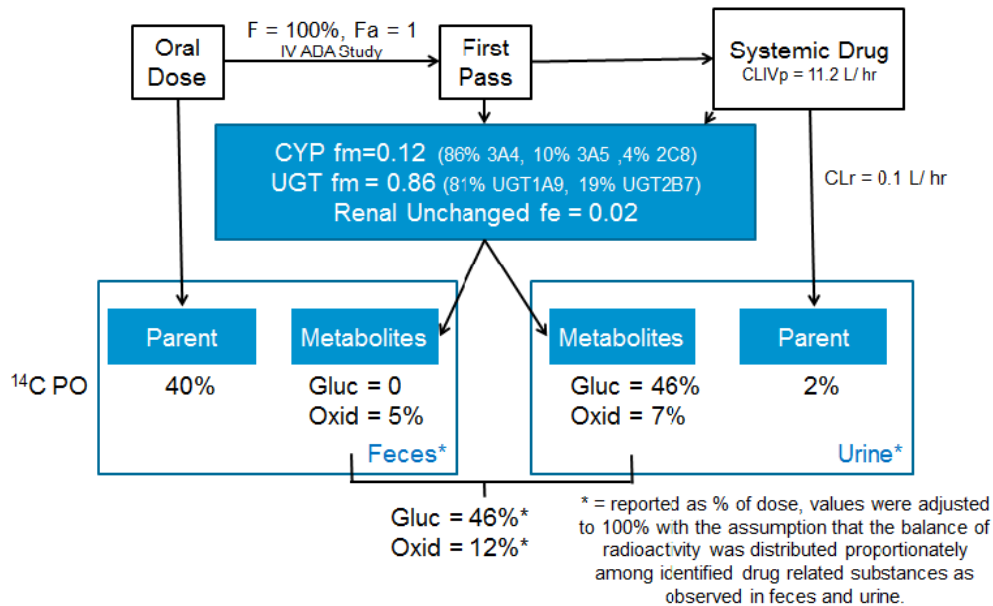 Oral
Dose
F = 100%, Fa = 1
IV ADA Study
First
Pass
Systemic Drug
CLIVp = 11.2 L/ hr
CYP fm=0.12 (86% 3A4, 10% 3A5 ,4% 2C8)
UGT fm = 0.86 (81% UGT1A9, 19% UGT2B7)
Renal Unchanged fe = 0.02
CLr = 0.1 L/ hr
Parent
Metabolites
Metabolites
Parent
14C PO
40%
Gluc = 0
Oxid = 5%
Gluc = 46%
Oxid = 7%
2%
Feces*
Urine*
Gluc = 46%*
Oxid = 12%*
* = reported as % of dose, values were adjusted
to 100% with the assumption that the balance of
radioactivity was distributed proportionately
among identified drug related substances as
observed in feces and urine.